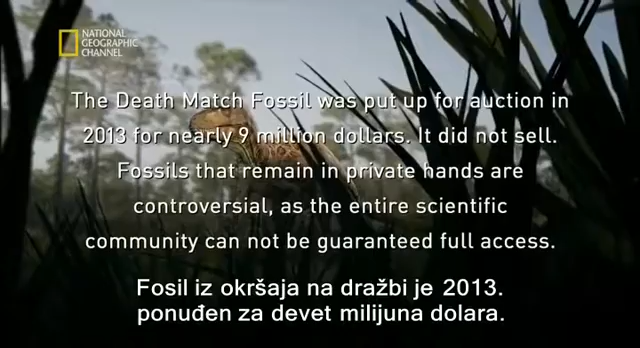 NATIONAL
GEOGRAPHIC
CHANNEL
The Death Match Fossil was put up for auction in
2013 for nearly 9 million dollars. It did not sell.
Fossils that remain in private hands are
controversial, as the entire scientific
community can not be guaranteed full access.
Fosil iz okršaja na dražbi je 2013.
ponuđen za devet milijuna dolara.